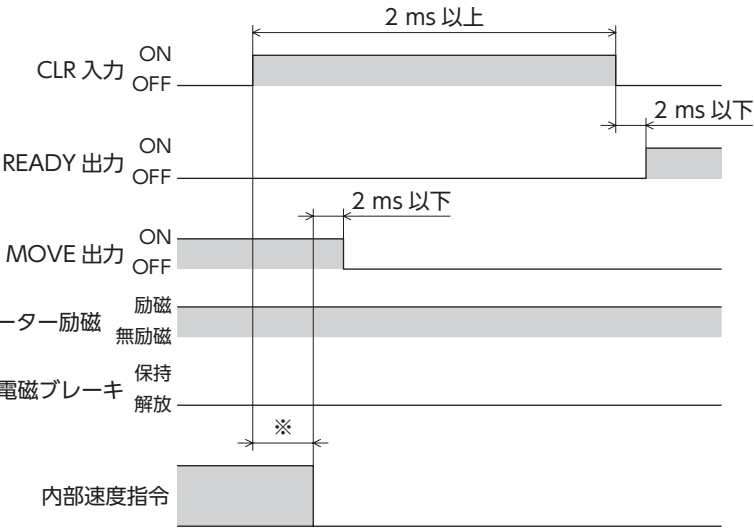 2 ms 以上
CLR 入力 ON
OFF
2 ms 以下
READY 出力 ON
OFF
2 ms 以下
MOVE 出力 ON
OFF
ーター励磁 励磁
無励磁
電磁ブレーキ 保持
解放
※
内部速度指令